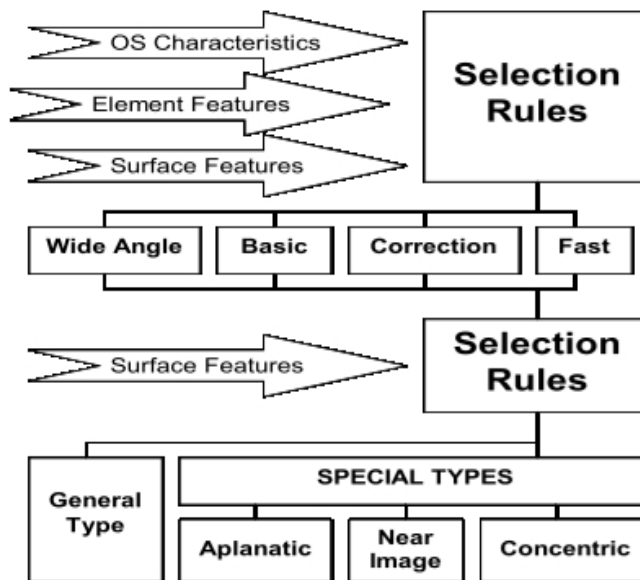 OS Characteristics
Element Features
Surface Features
Selection
Rules
Wide Angle
Basic
Correction
Fast
Surface Features
Selection
Rules
General
Type
SPECIAL TYPES
Aplanatic
Near
Image
Concentric